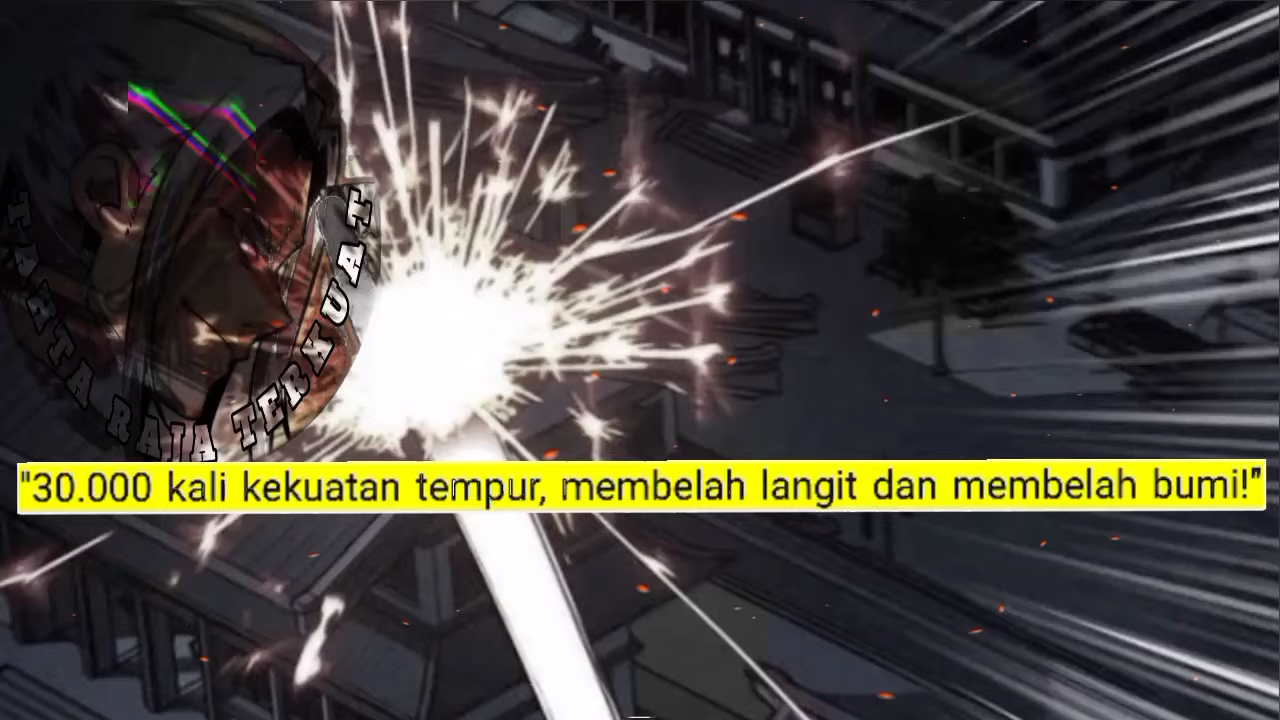 TAHTA RAJA TERKUAT
"30.000 kali kekuatan tempur, membelah langit dan membelah bumi!"